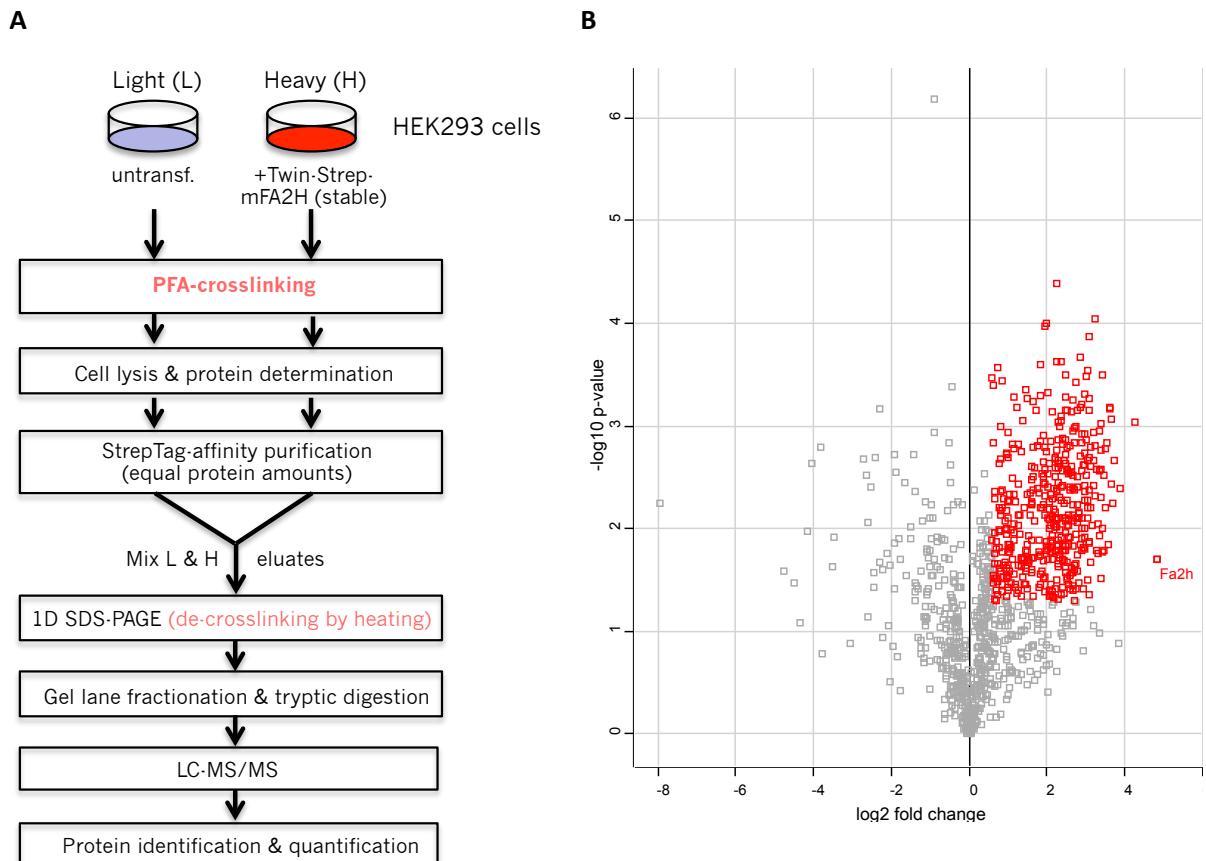 A
Light (L)
Heavy (H)
HEK293 cells
untransf.
+Twin-Strep-
mFA2H (stable)
PFA-crosslinking
Cell lysis & protein determination
StrepTag-affinity purification
(equal protein amounts)
Mix L & H
eluates
1D SDS-PAGE (de-crosslinking by heating)
Gel lane fractionation & tryptic digestion
LC-MS/MS
Protein identification & quantification
B
-log10 p-value
6
5
4
3
2
1
0
Fa2h
-8
-6
-4
-2
0
2
4
log2 fold change